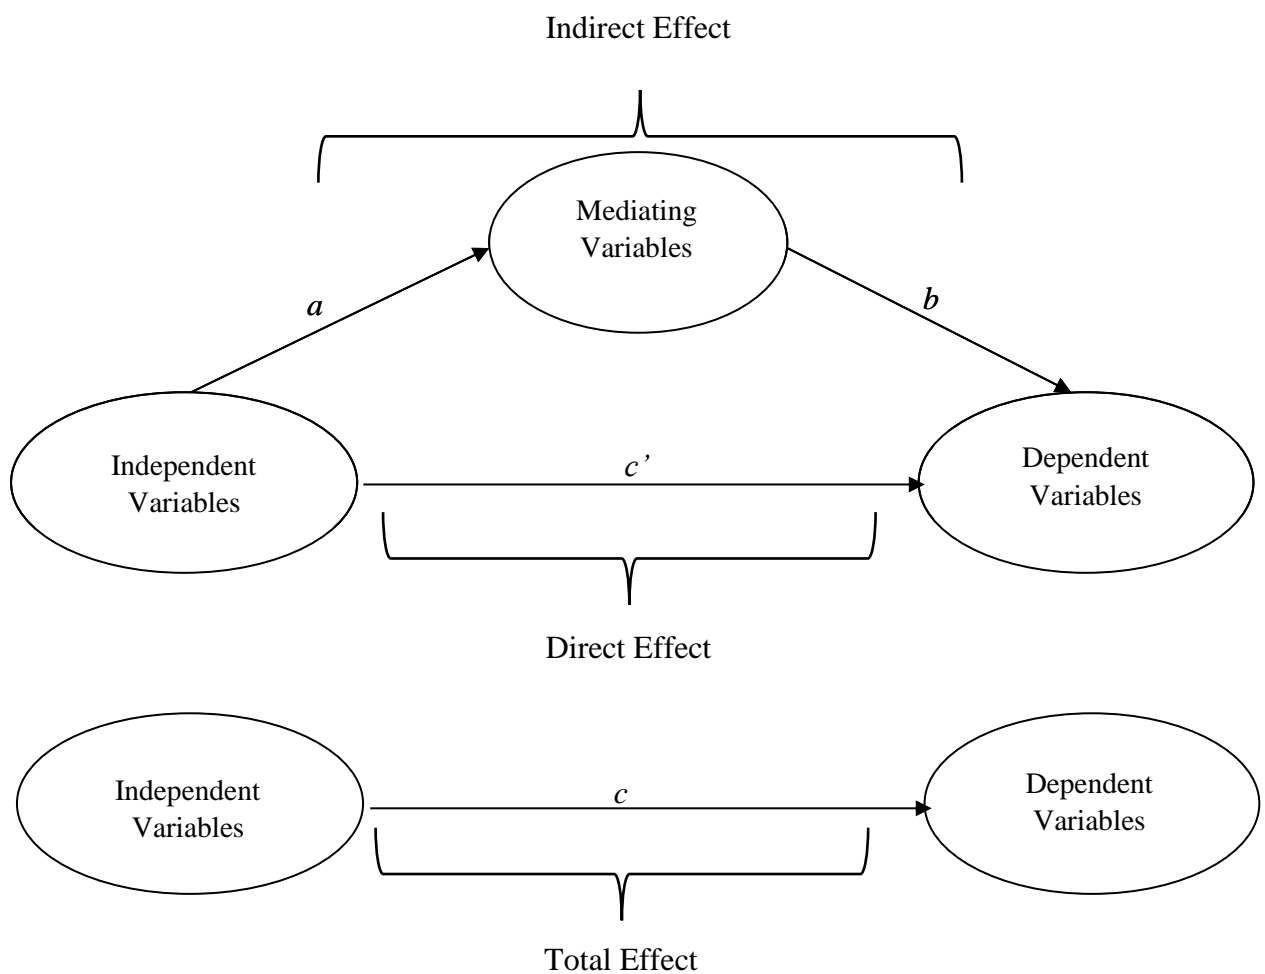 Indirect Effect
Mediating
Variables
a
b
Independent
Variables
c’
Dependent
Variables
Direct Effect
Independent
Variables
c
Dependent
Variables
Total Effect